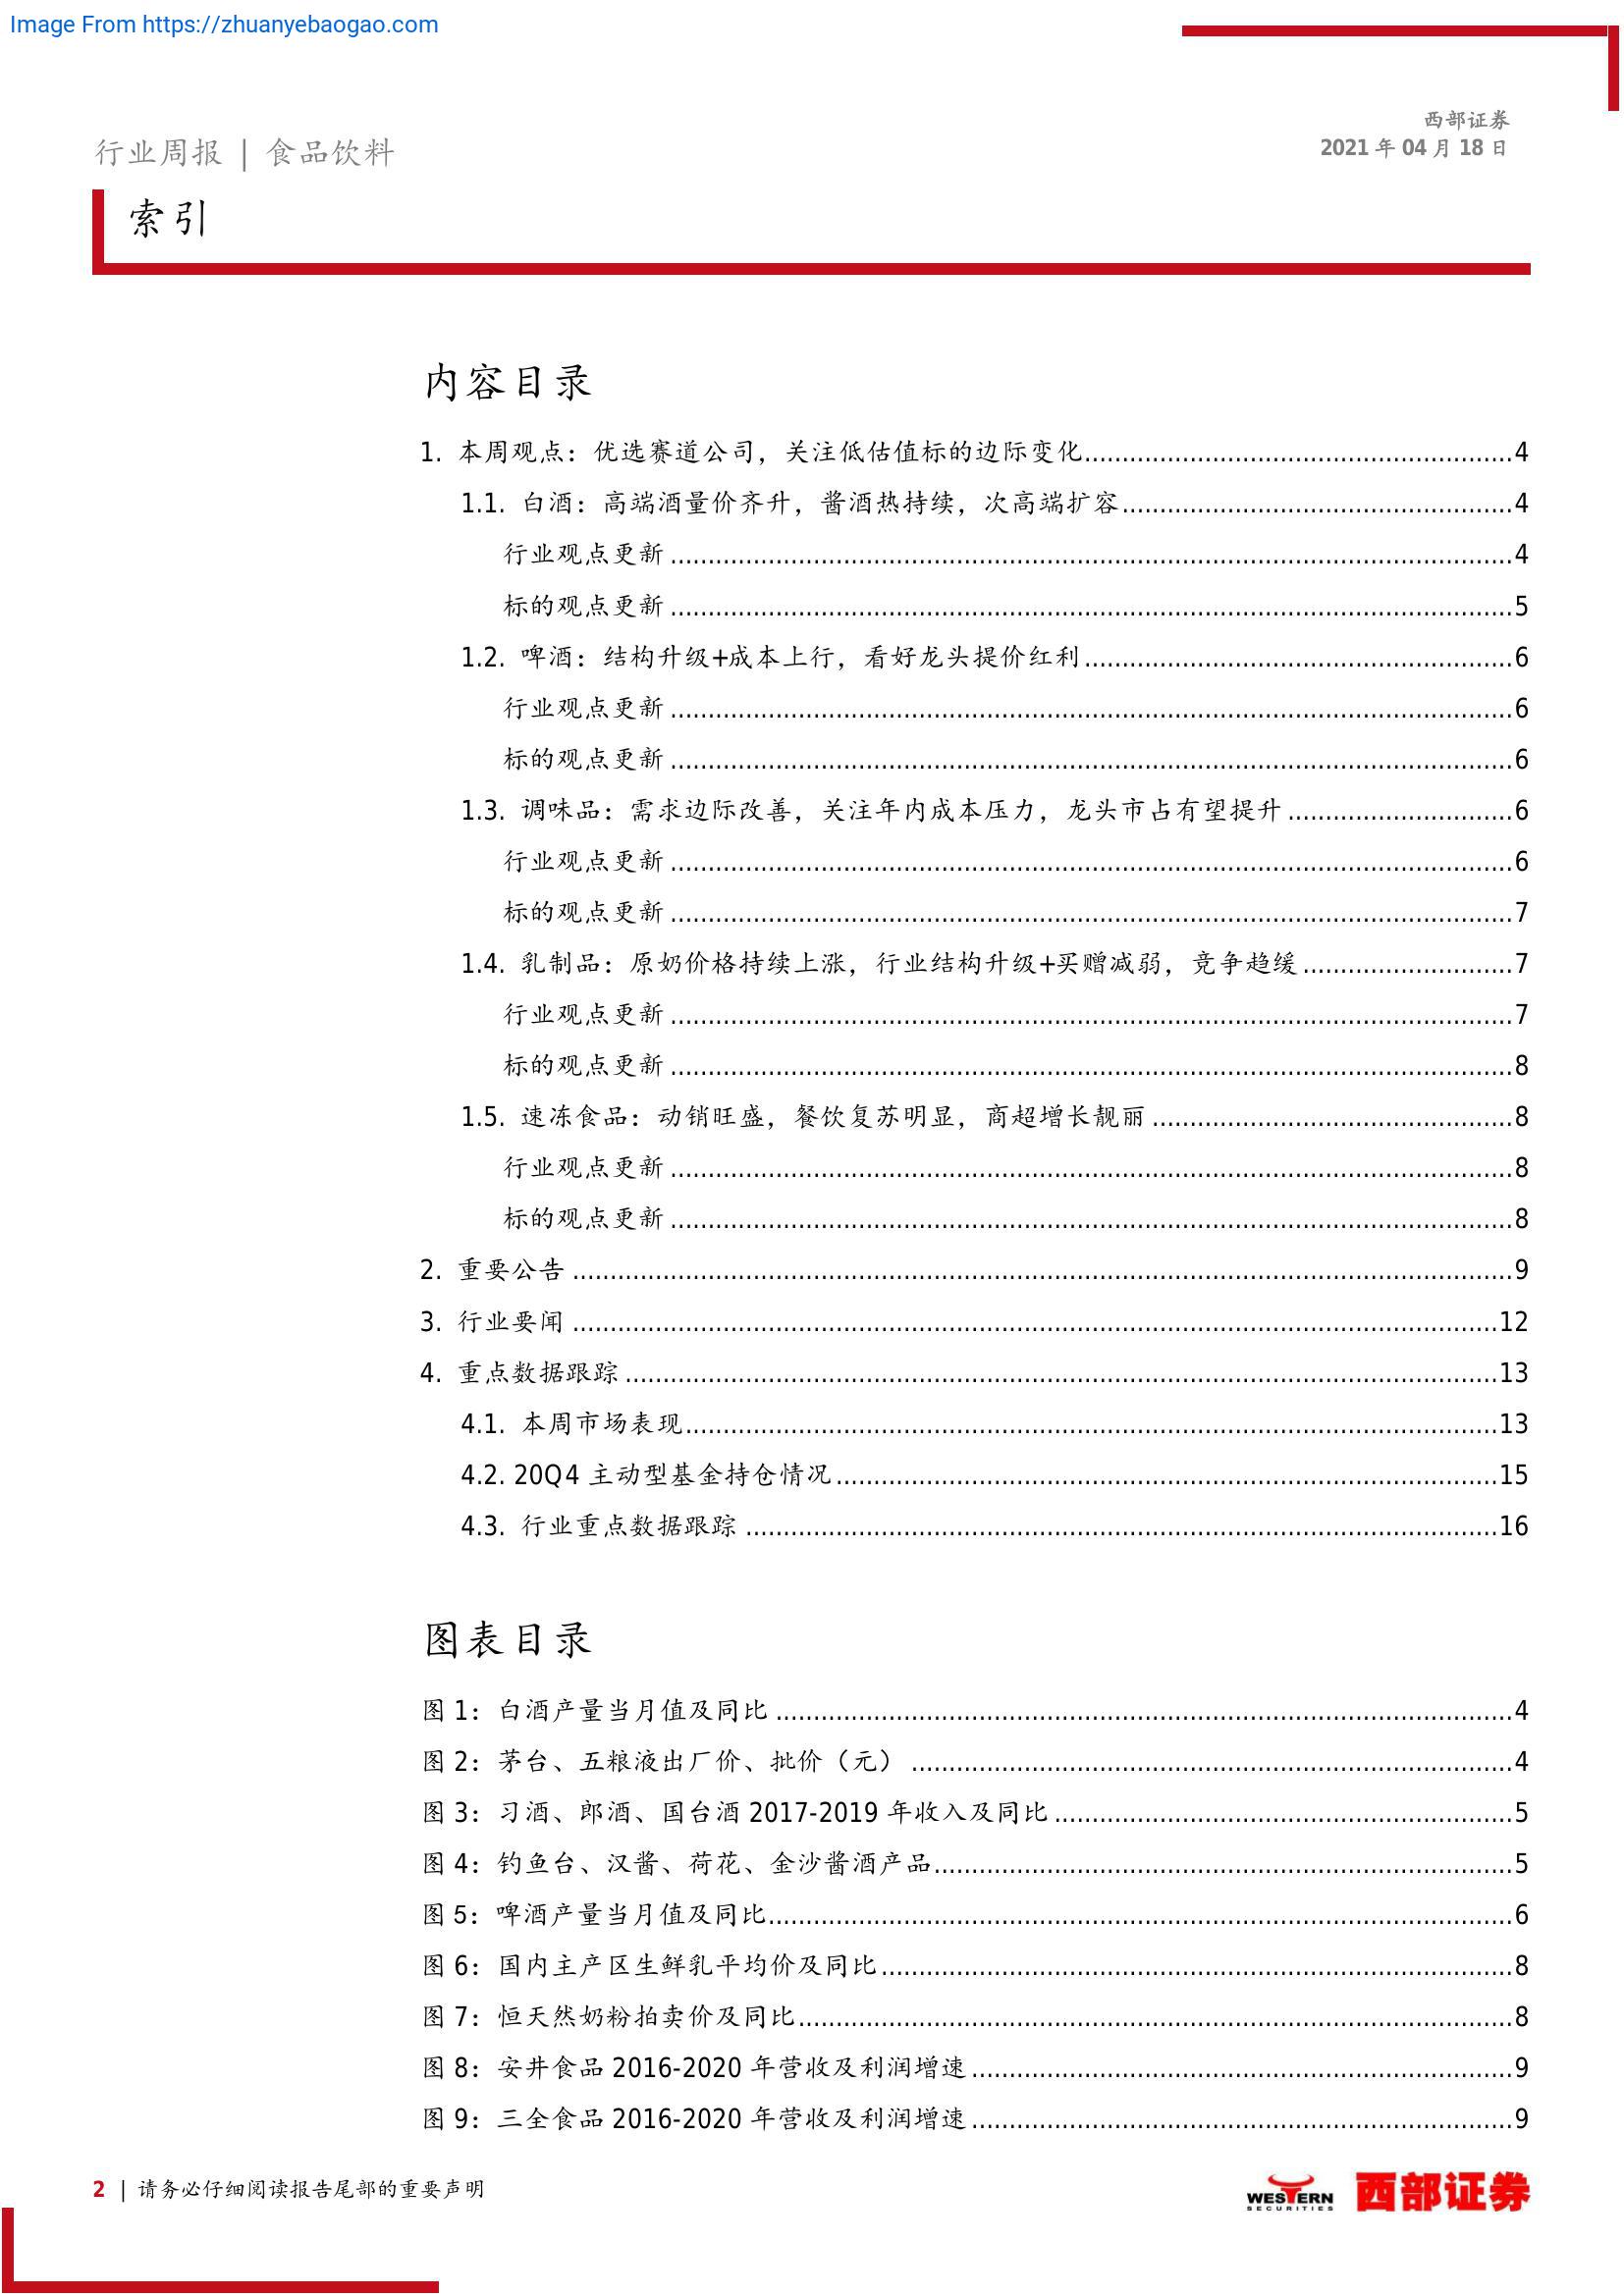 Image From https://zhuanyebaogao.com
西部证券
2021 年 04 月 18 日
行业周报 | 食品饮料
索引
内容目录
1. 本周观点：优选赛道公司，关注低估值标的边际变化....................4
1.1. 白酒：高端酒量价齐升，酱酒热持续，次高端扩容....................4
行业观点更新....................4
标的观点更新....................5
1.2. 啤酒：结构升级+成本上行，看好龙头提价红利....................6
行业观点更新....................6
标的观点更新....................6
1.3. 调味品：需求边际改善，关注年内成本压力，龙头市占有望提升....................6
行业观点更新....................6
标的观点更新....................7
1.4. 乳制品：原奶价格持续上涨，行业结构升级+买赠减弱，竞争趋缓....................7
行业观点更新....................7
标的观点更新....................8
1.5. 速冻食品：动销旺盛，餐饮复苏明显，商超增长靓丽....................8
行业观点更新....................8
标的观点更新....................8
2. 重要公告....................9
3. 行业要闻....................12
4. 重点数据跟踪....................13
4.1. 本周市场表现....................13
4.2. 20Q4 主动型基金持仓情况....................15
4.3. 行业重点数据跟踪....................16
图表目录
图 1：白酒产量当月值及同比....................4
图 2：茅台、五粮液出厂价、批价（元）....................4
图 3：习酒、郎酒、国台酒 2017-2019 年收入及同比....................5
图 4：钓鱼台、汉酱、荷花、金沙酱酒产品....................5
图 5：啤酒产量当月值及同比....................6
图 6：国内主产区生鲜乳平均价及同比....................8
图 7：恒天然奶粉拍卖价及同比....................8
图 8：安井食品 2016-2020 年营收及利润增速....................9
图 9：三全食品 2016-2020 年营收及利润增速....................9
2 | 请务必仔细阅读报告尾部的重要声明
WESTERN
SECURITIES
西部证券